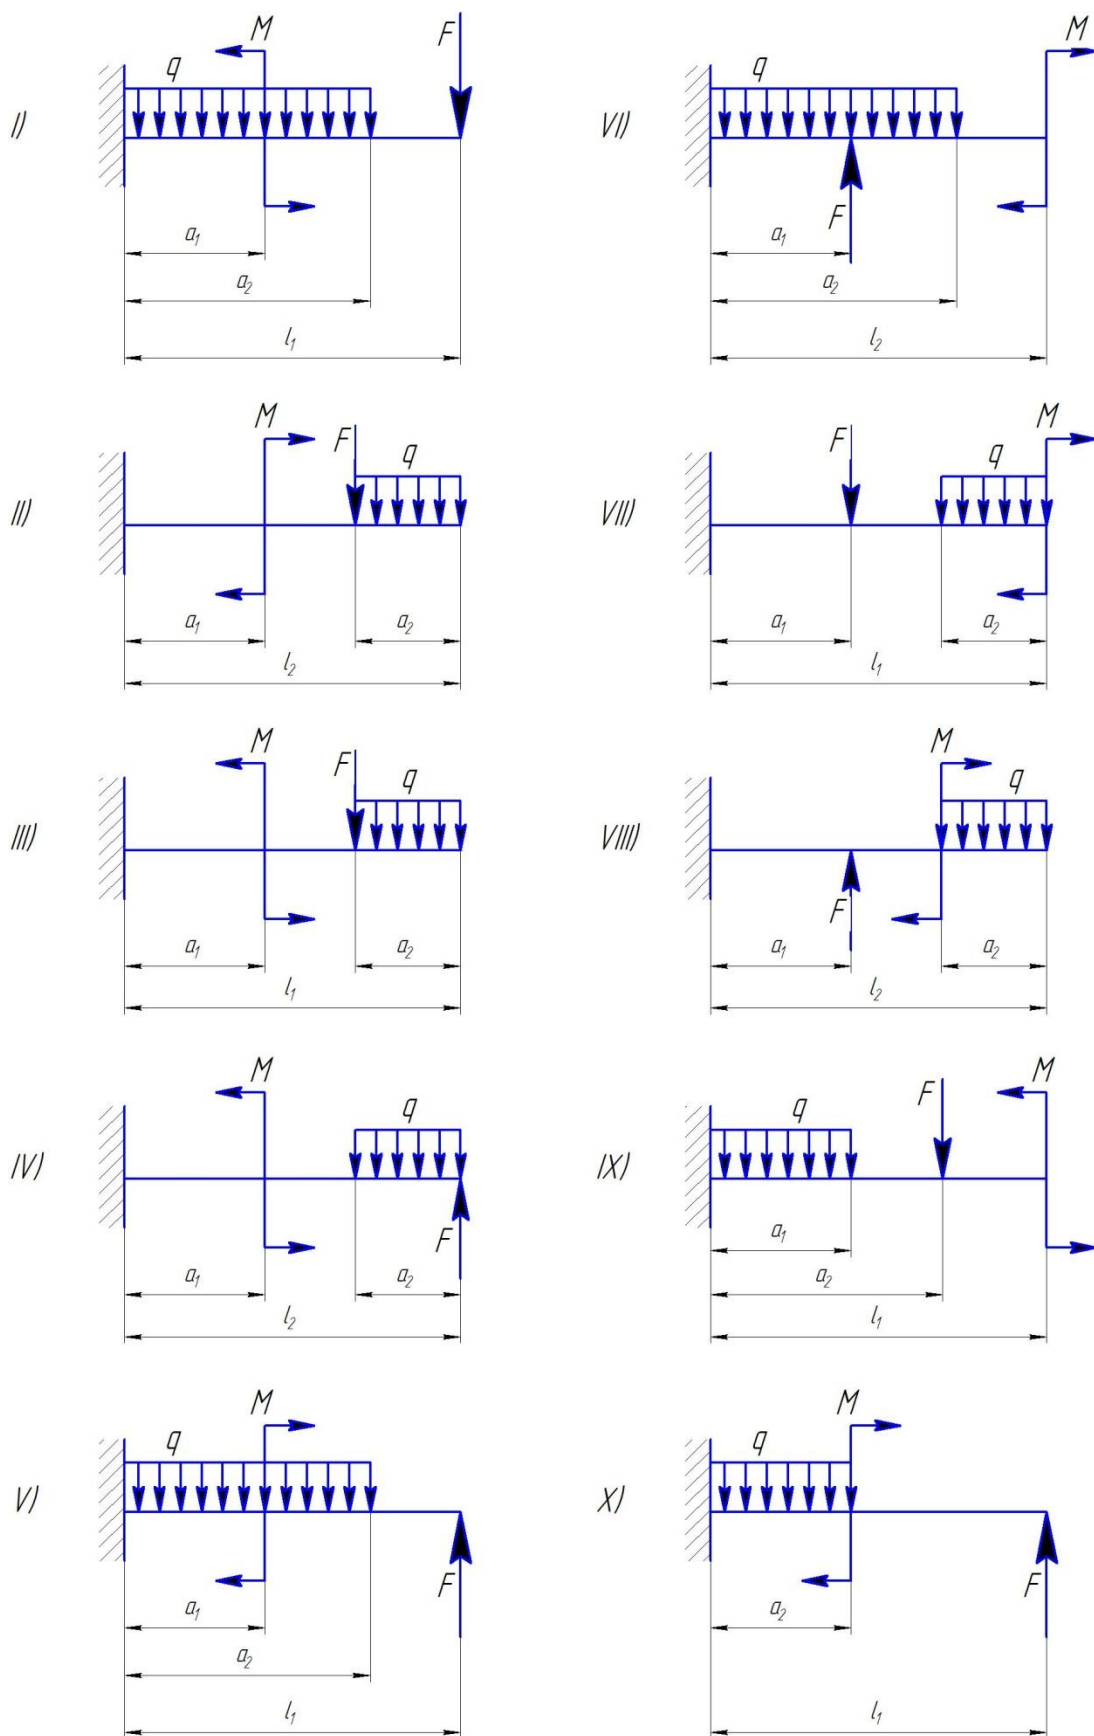 I)
M
q
F
a₁
a₂
l₁
VI)
M
q
F
a₁
a₂
l₂
II)
M
F
q
a₁
a₂
l₂
VII)
F
q
M
a₁
a₂
l₁
III)
M
F
q
a₁
a₂
l₁
VIII)
M
q
F
a₁
a₂
l₂
IV)
M
q
F
a₁
a₂
l₂
IX)
q
F
M
a₁
a₂
l₁
V)
M
q
F
a₁
a₂
l₁
X)
M
q
F
a₂
l₁